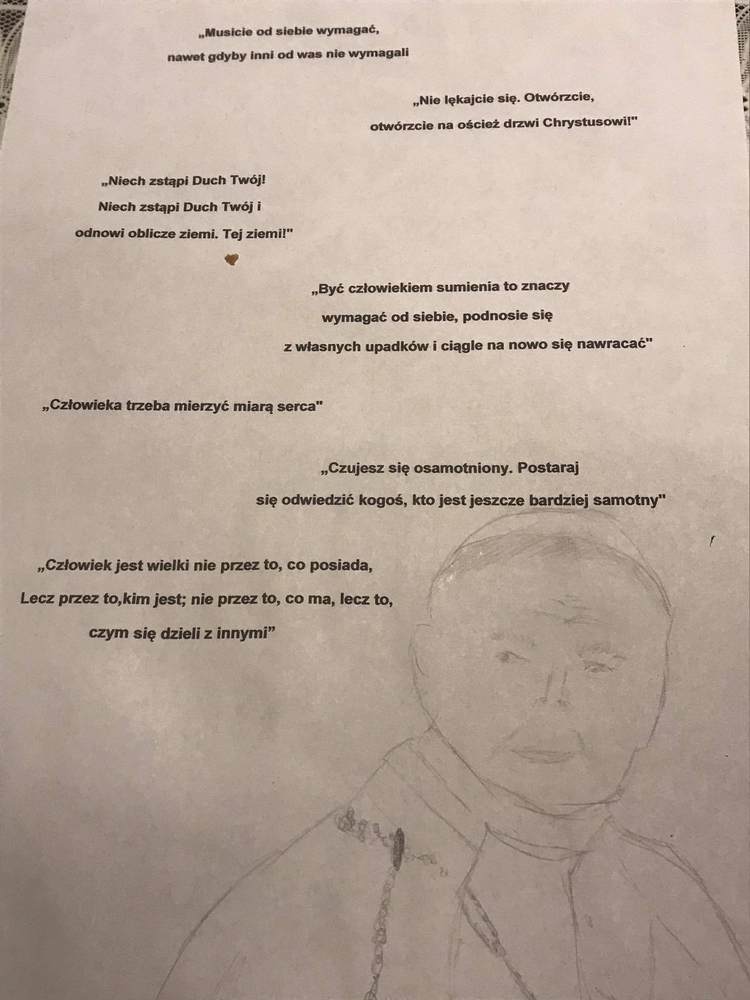 „Musicie od siebie wymagać,
nawet gdyby inni od was nie wymagali
„Nie lękajcie się. Otwórzcie,
otwórzcie na oścież drzwi Chrystusowi!"
„Niech zstąpi Duch Twój!
Niech zstąpi Duch Twój i
odnowi oblicze ziemi. Tej ziemi!"
„Być człowiekiem sumienia to znaczy
wymagać od siebie, podnosie się
z własnych upadków i ciągle na nowo się nawracać"
„Człowieka trzeba mierzyć miarą serca"
„Czujesz się osamotniony. Postaraj
się odwiedzić kogoś, kto jest jeszcze bardziej samotny"
„Człowiek jest wielki nie przez to, co posiada,
Lecz przez to,kim jest; nie przez to, co ma, lecz to,
czym się dzieli z innymi”